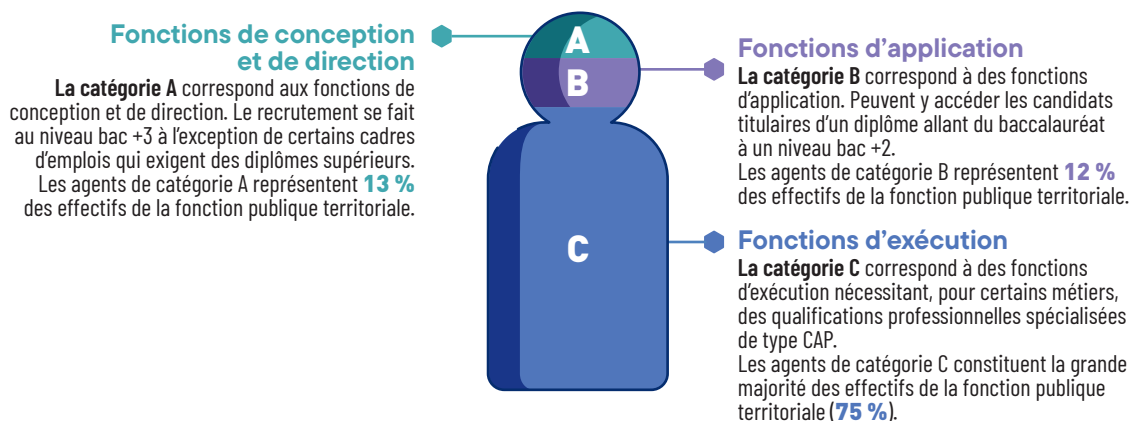 Fonctions de conception
et de direction
La catégorie A correspond aux fonctions de
conception et de direction. Le recrutement se fait
au niveau bac +3 à l'exception de certains cadres
d'emplois qui exigent des diplômes supérieurs.
Les agents de catégorie A représentent 13 %
des effectifs de la fonction publique territoriale.
A
B
C
Fonctions d'application
La catégorie B correspond à des fonctions
d'application. Peuvent y accéder les candidats
titulaires d'un diplôme allant du baccalauréat
à un niveau bac +2.
Les agents de catégorie B représentent 12 %
des effectifs de la fonction publique territoriale.
Fonctions d'exécution
La catégorie C correspond à des fonctions
d'exécution nécessitant, pour certains métiers,
des qualifications professionnelles spécialisées
de type CAP.
Les agents de catégorie C constituent la grande
majorité des effectifs de la fonction publique
territoriale (75 %).